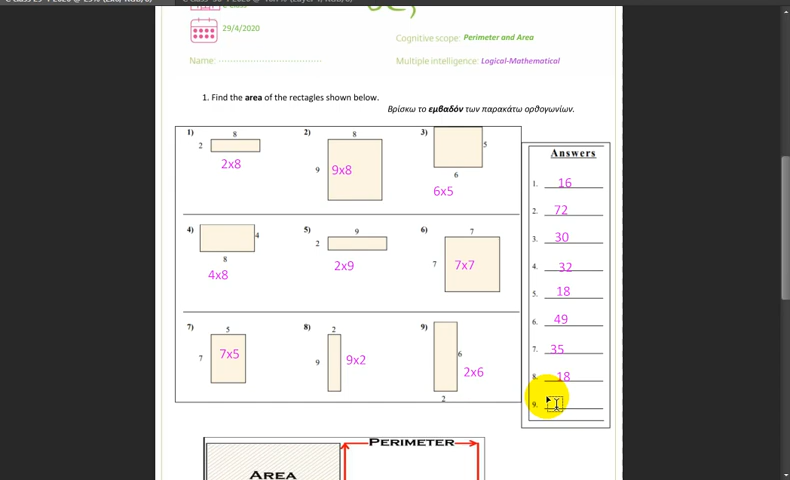 29/4/2020
Cognitive scope: Perimeter and Area
Name:
Multiple intelligence: Logical-Mathematical
1. Find the area of the rectagles shown below.
Βρίσκω το εμβαδόν των παρακάτω ορθογωνίων.
1)
8
2
2x8
2)
8
9
9x8
3)
5
6
6x5
4)
4
8
4x8
5)
9
2
2x9
6)
7
7
7x7
7)
5
7
7x5
8)
2
9
9x2
9)
6
2
2x6
Answers
1. 16
2. 72
3. 30
4. 32
5. 18
6. 49
7. 35
8. 18
9.
PERIMETER
AREA